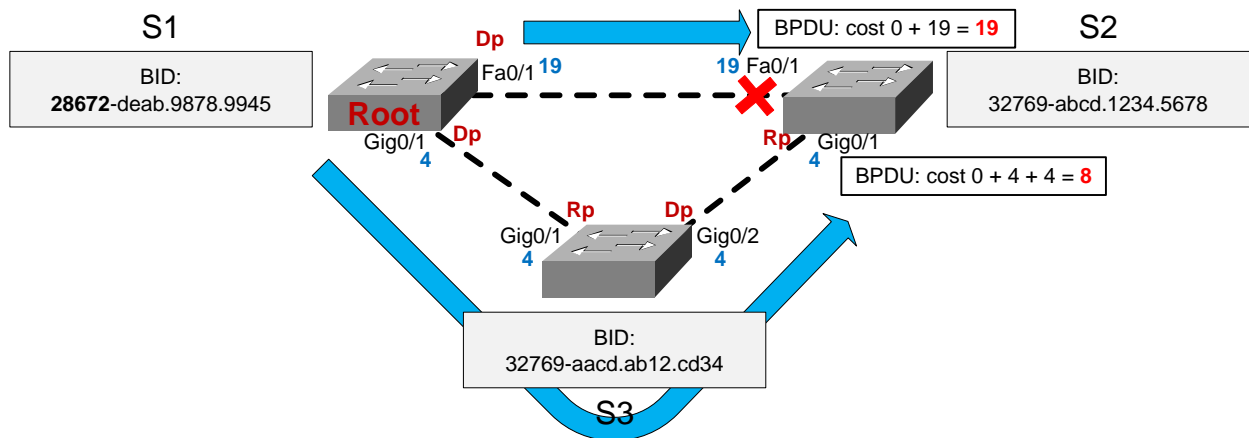 S1
Dp
BPDU: cost 0 + 19 = 19
S2
BID:
28672-deab.9878.9945
Fa0/1 19
19 Fa0/1
BID:
32769-abcd.1234.5678
Root
Gig0/1
4
Dp
Rp
Gig0/1
4
BPDU: cost 0 + 4 + 4 = 8
Rp
Dp
Gig0/1
4
Gig0/2
4
BID:
32769-aacd.ab12.cd34
S3